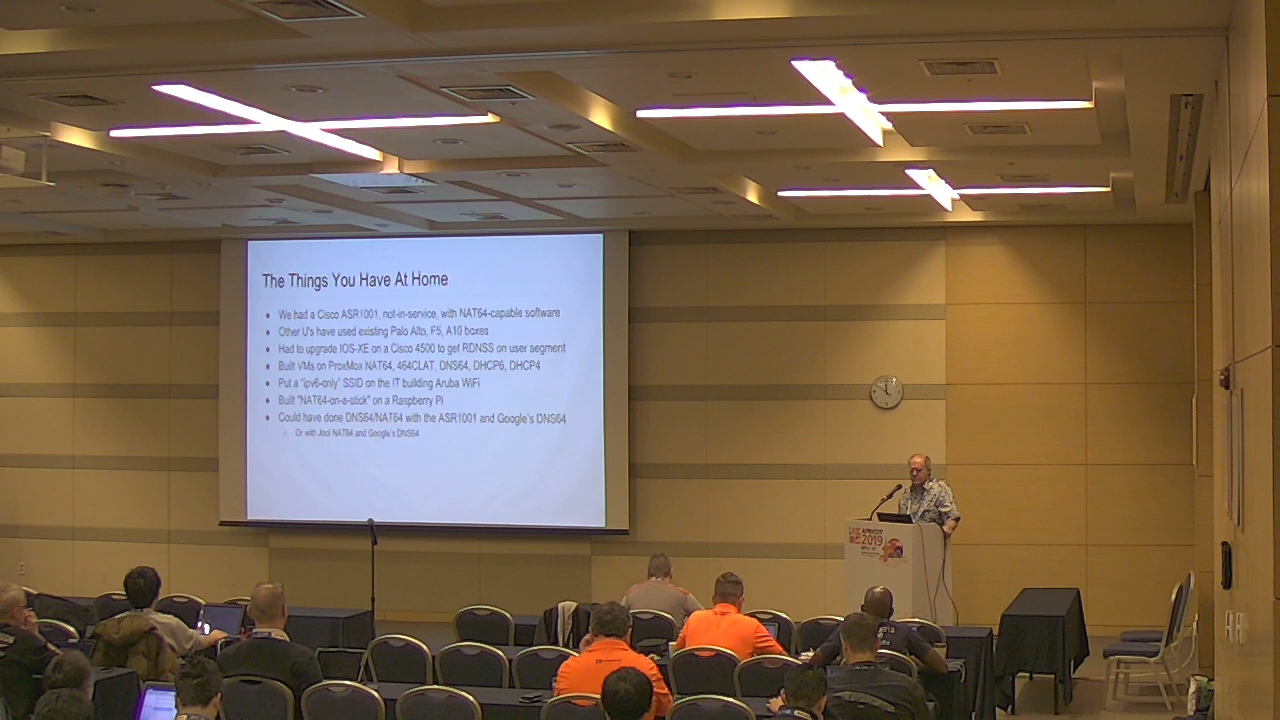 The Things You Have At Home
We had a Cisco ASR1001, not-in-service, with NAT64-capable software
Other U's have used existing Palo Alto, F5, A10 boxes
Had to upgrade IOS-XE on a Cisco 4500 to get RDNSS on user segment
Built VMs on ProxMox NAT64, 464CLAT, DNS64, DHCP6, DHCP4
Put a "ipv6-only" SSID on the IT building Aruba WiFi
Built "NAT64-on-a-stick" on a Raspberry Pi
Could have done DNS64/NAT64 with the ASR1001 and Google's DNS64
Or with Jool NAT64 and Google's DNS64
APRICOT
2019